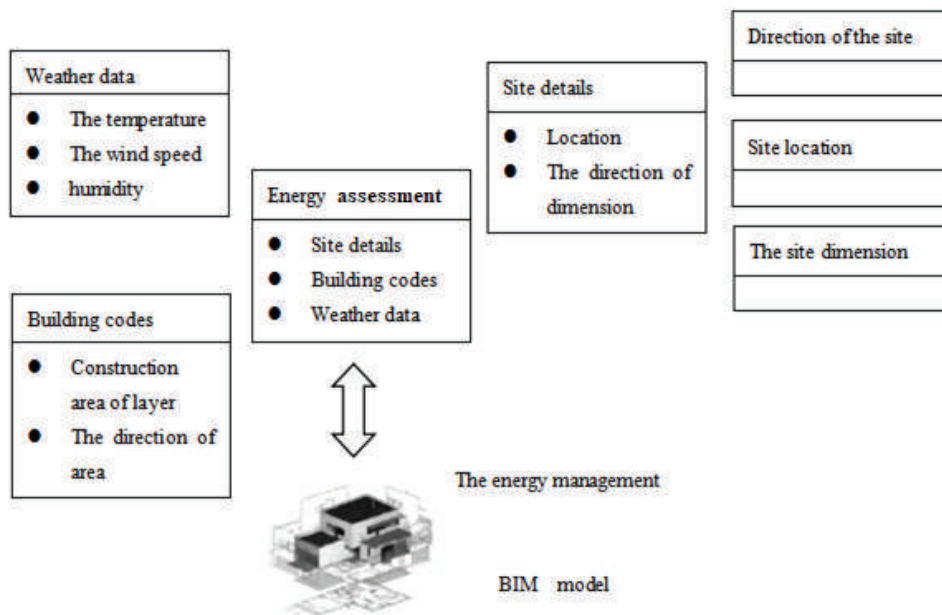 Weather data
● The temperature
● The wind speed
● humidity
Building codes
● Construction
area of layer
● The direction of
area
Energy assessment
● Site details
● Building codes
● Weather data
Site details
● Location
● The direction of
dimension
Direction of the site
Site location
The site dimension
The energy management
BIM model